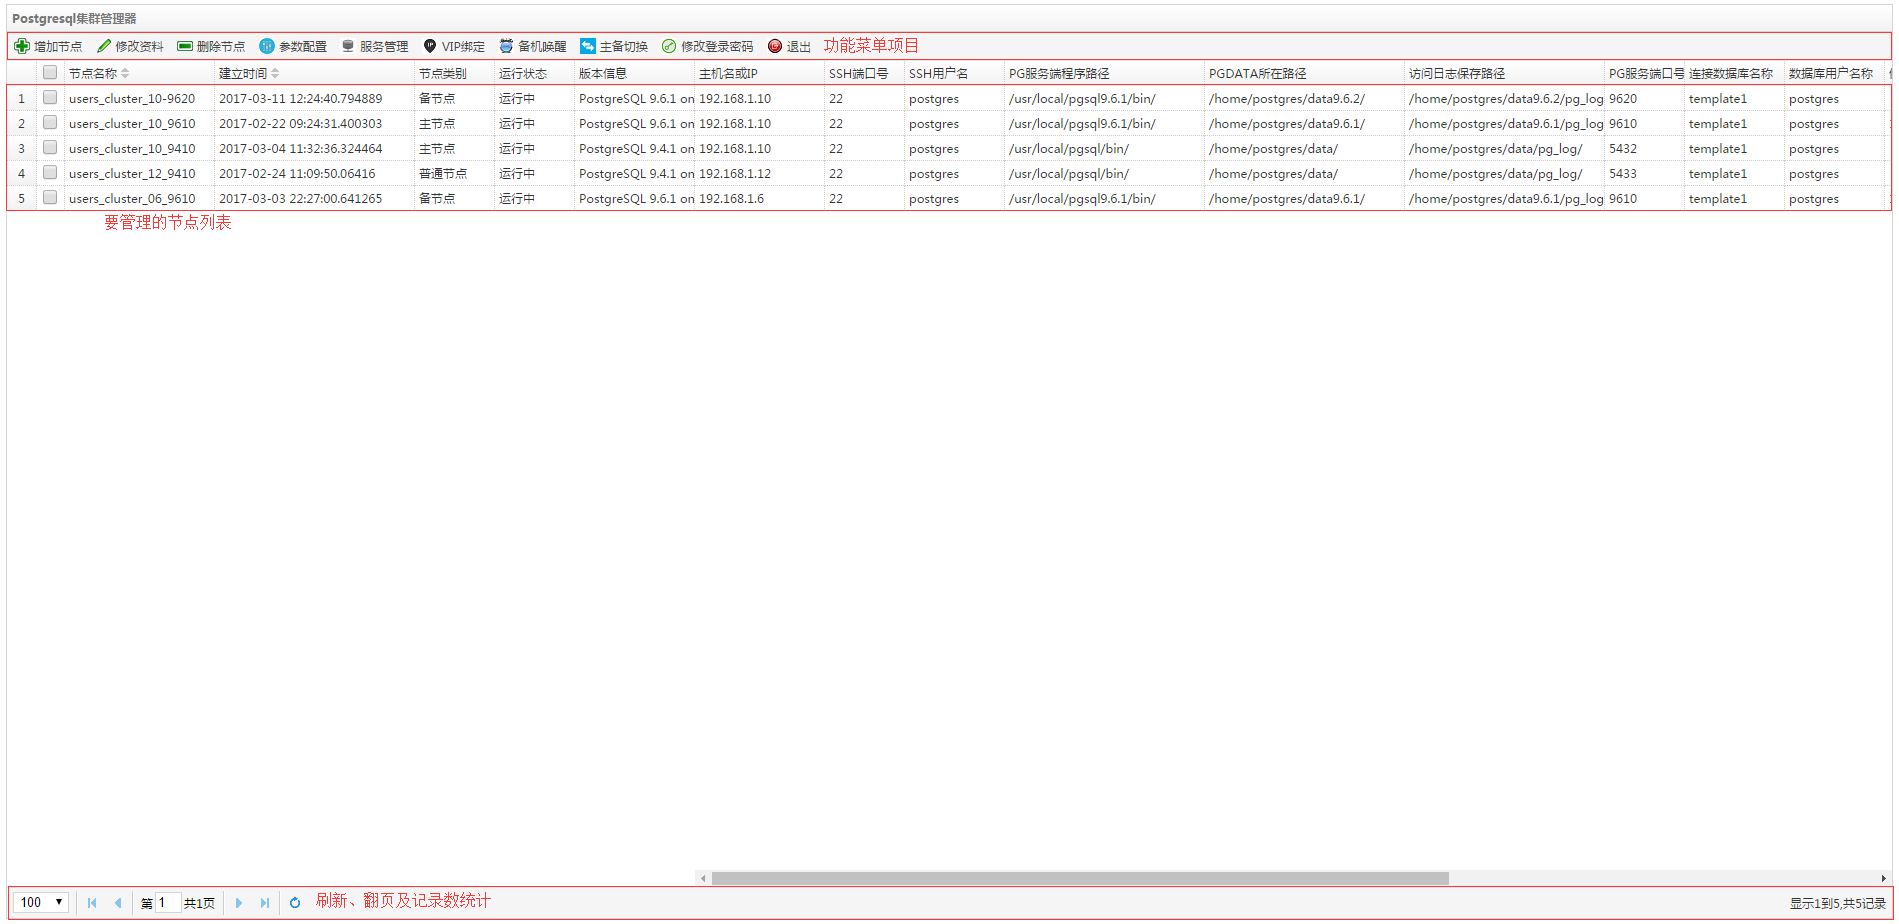 Postgresql集群管理器
增加节点 修改资料 删除节点 参数配置 服务管理 VIP绑定 备机唤醒 主备切换 修改登录密码 退出 功能菜单项目
节点名称 建立时间 节点类别 运行状态 版本信息 主机名或IP SSH端口号 SSH用户名 PG服务端程序路径 PGDATA所在路径 访问日志保存路径 PG服务端口号 连接数据库名称 数据库用户名称
1 users_cluster_10-9620 2017-03-11 12:24:40.794889 备节点 运行中 PostgreSQL 9.6.1 on 192.168.1.10 22 postgres /usr/local/pgsql9.6.1/bin/ /home/postgres/data9.6.2/ /home/postgres/data9.6.2/pg_log 9620 template1 postgres
2 users_cluster_10_9610 2017-02-22 09:24:31.400303 主节点 运行中 PostgreSQL 9.6.1 on 192.168.1.10 22 postgres /usr/local/pgsql9.6.1/bin/ /home/postgres/data9.6.1/ /home/postgres/data9.6.1/pg_log 9610 template1 postgres
3 users_cluster_10_9410 2017-03-04 11:32:36.324464 主节点 运行中 PostgreSQL 9.4.1 on 192.168.1.10 22 postgres /usr/local/pgsql/bin/ /home/postgres/data/ /home/postgres/data/pg_log/ 5432 template1 postgres
4 users_cluster_12_9410 2017-02-24 11:09:50.06416 普通节点 运行中 PostgreSQL 9.4.1 on 192.168.1.12 22 postgres /usr/local/pgsql/bin/ /home/postgres/data/ /home/postgres/data/pg_log/ 5433 template1 postgres
5 users_cluster_06_9610 2017-03-03 22:27:00.641265 备节点 运行中 PostgreSQL 9.6.1 on 192.168.1.6 22 postgres /usr/local/pgsql9.6.1/bin/ /home/postgres/data9.6.1/ /home/postgres/data9.6.1/pg_log 9610 template1 postgres
要管理的节点列表
100 第 1 共1页 刷新、翻页及记录数统计 显示1到5,共5记录